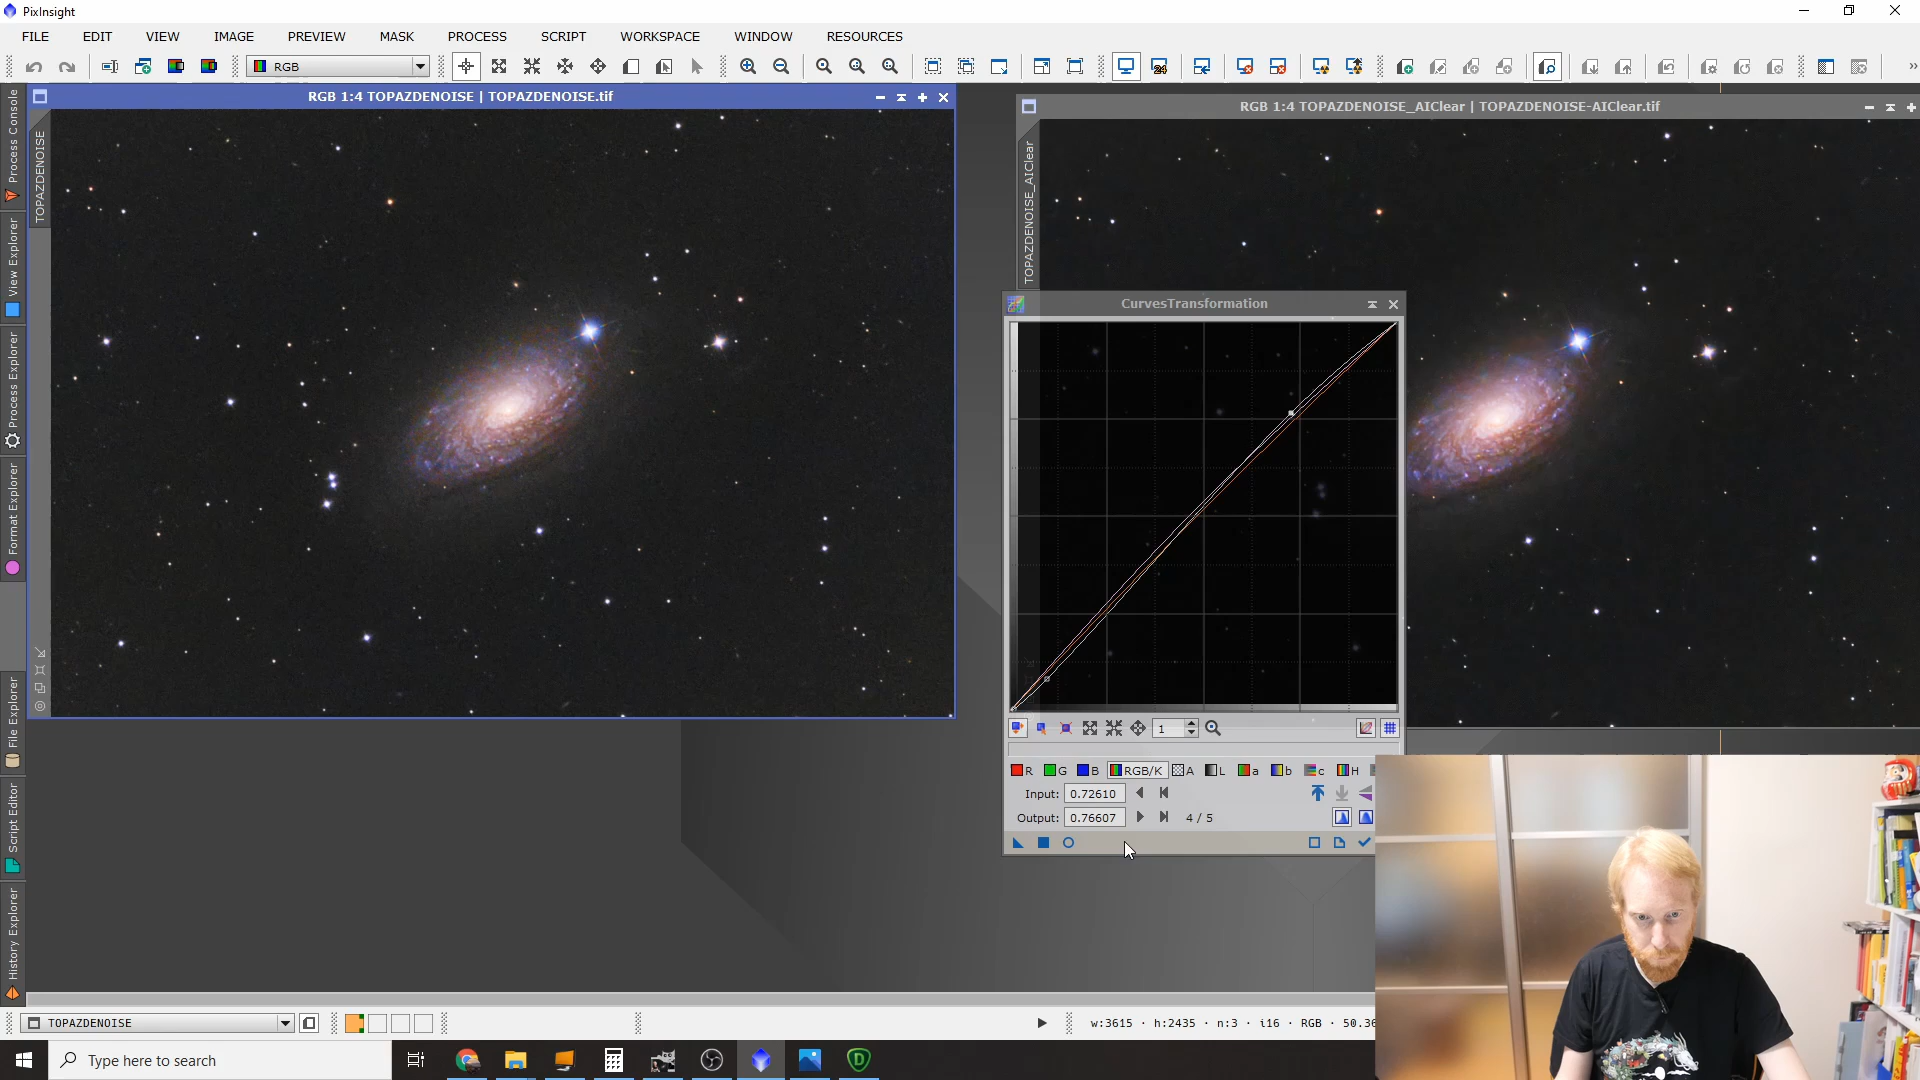 PixInsight
FILE EDIT VIEW IMAGE PREVIEW MASK PROCESS SCRIPT WORKSPACE WINDOW RESOURCES
RGB
24
RGB 1:4 TOPAZDENOISE | TOPAZDENOISE.tif
RGB 1:4 TOPAZDENOISE_AIClear | TOPAZDENOISE-AIClear.tif
Process Console
View Explorer
Process Explorer
Format Explorer
File Explorer
Script Editor
History Explorer
TOPAZDENOISE
TOPAZDENOISE_AIClear
CurvesTransformation
1
R G B RGB/K A L a b c H
Input: 0.72610
Output: 0.76607 4 / 5
TOPAZDENOISE
w:3615 · h:2435 · n:3 · i16 · RGB · 50.36
Type here to search